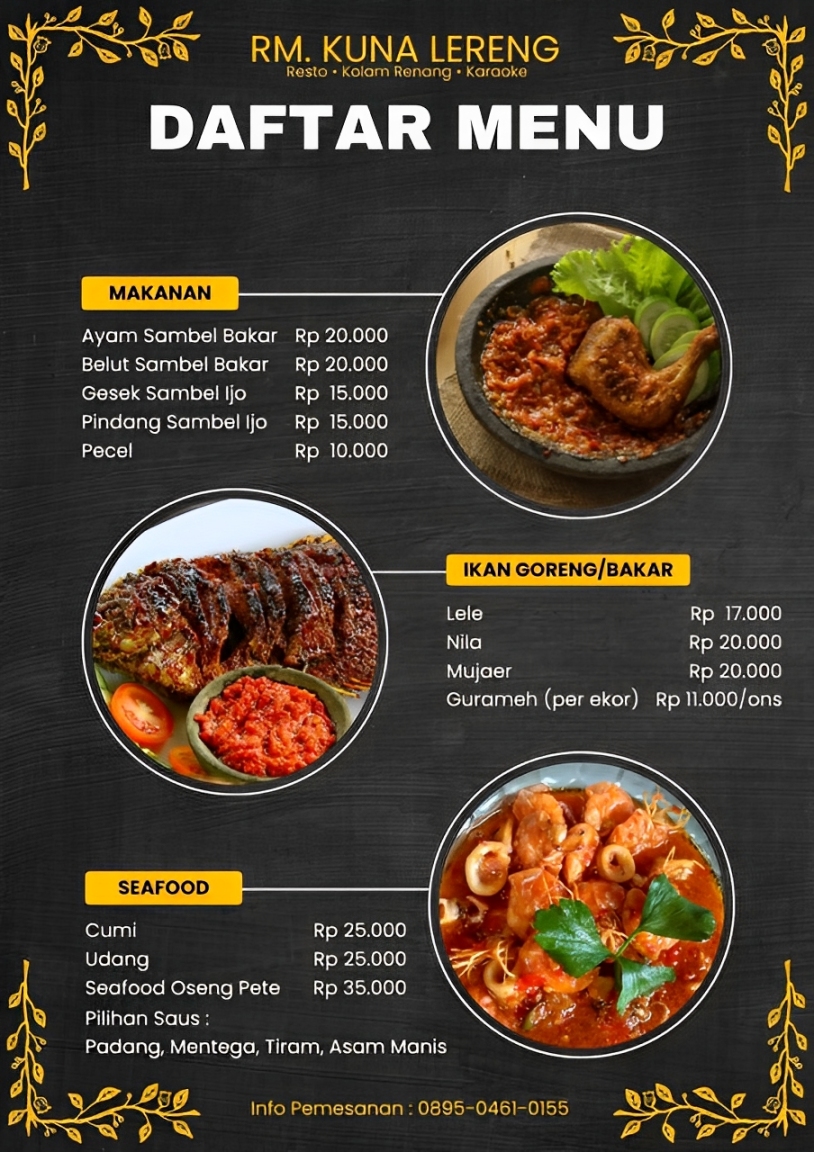 RM. KUNA LERENG
Resto • Kolam Renang • Karaoke
DAFTAR MENU
MAKANAN
Ayam Sambel Bakar Rp 20.000
Belut Sambel Bakar Rp 20.000
Gesek Sambel Ijo Rp 15.000
Pindang Sambel Ijo Rp 15.000
Pecel Rp 10.000
IKAN GORENG/BAKAR
Lele Rp 17.000
Nila Rp 20.000
Mujaer Rp 20.000
Gurameh (per ekor) Rp 11.000/ons
SEAFOOD
Cumi Rp 25.000
Udang Rp 25.000
Seafood Oseng Pete Rp 35.000
Pilihan Saus :
Padang, Mentega, Tiram, Asam Manis
Info Pemesanan : 0895-0461-0155